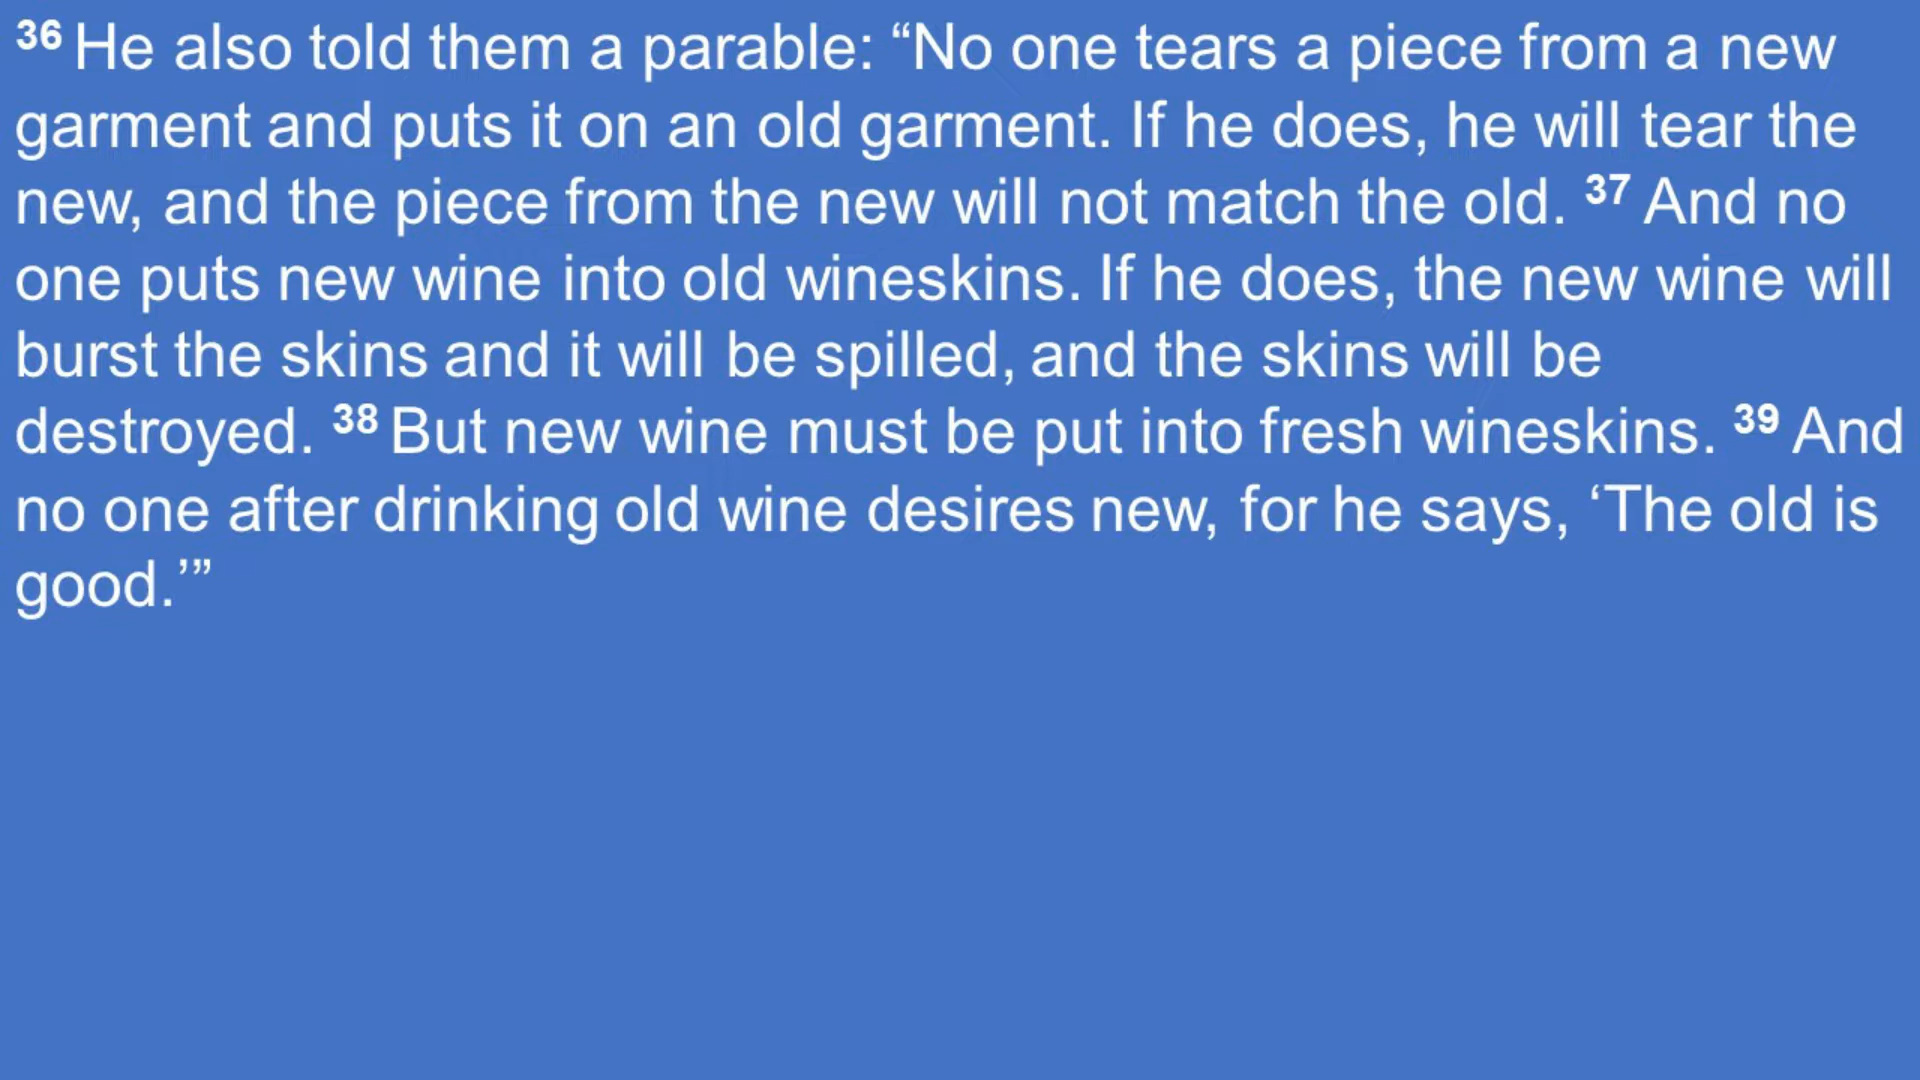 36 He also told them a parable: “No one tears a piece from a new
garment and puts it on an old garment. If he does, he will tear the
new, and the piece from the new will not match the old. 37 And no
one puts new wine into old wineskins. If he does, the new wine will
burst the skins and it will be spilled, and the skins will be
destroyed. 38 But new wine must be put into fresh wineskins. 39 And
no one after drinking old wine desires new, for he says, ‘The old is
good.’”